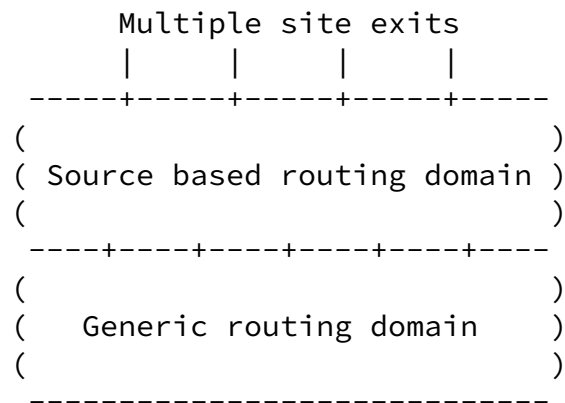 Multiple site exits
|      |      |      |
-----+-----+-----+-----+-----
(                             )
( Source based routing domain )
(                             )
----+----+----+----+----+----
(                             )
(   Generic routing domain    )
(                             )
-----------------------------